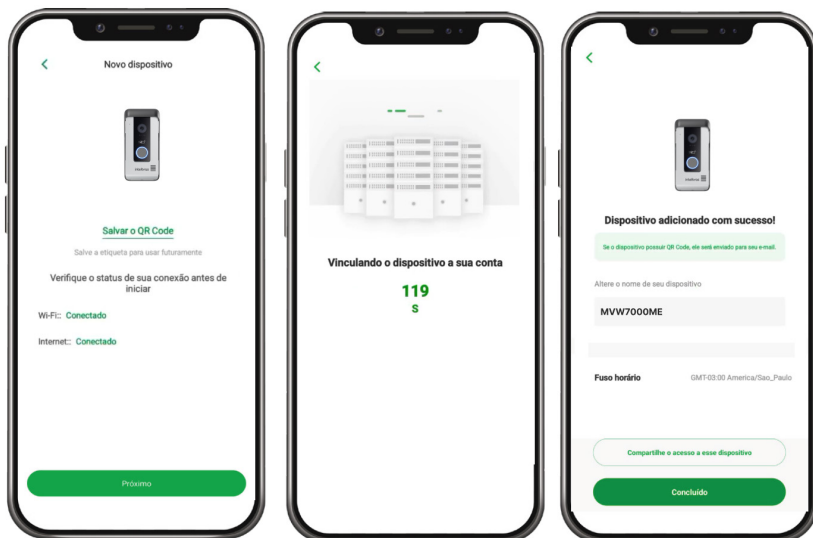 Novo dispositivo
intelbras
Salvar o QR Code
Salve a etiqueta para usar futuramente
Verifique o status de sua conexão antes de
iniciar
Wi-Fi:: Conectado
Internet:: Conectado
Próximo
Vinculando o dispositivo a sua conta
119
S
intelbras
Dispositivo adicionado com sucesso!
Se o dispositivo possuir QR Code, ele será enviado para seu e-mail.
Altere o nome de seu dispositivo
MVW7000ME
Fuso horário GMT-03:00 America/Sao_Paulo
Compartilhe o acesso a esse dispositivo
Concluído